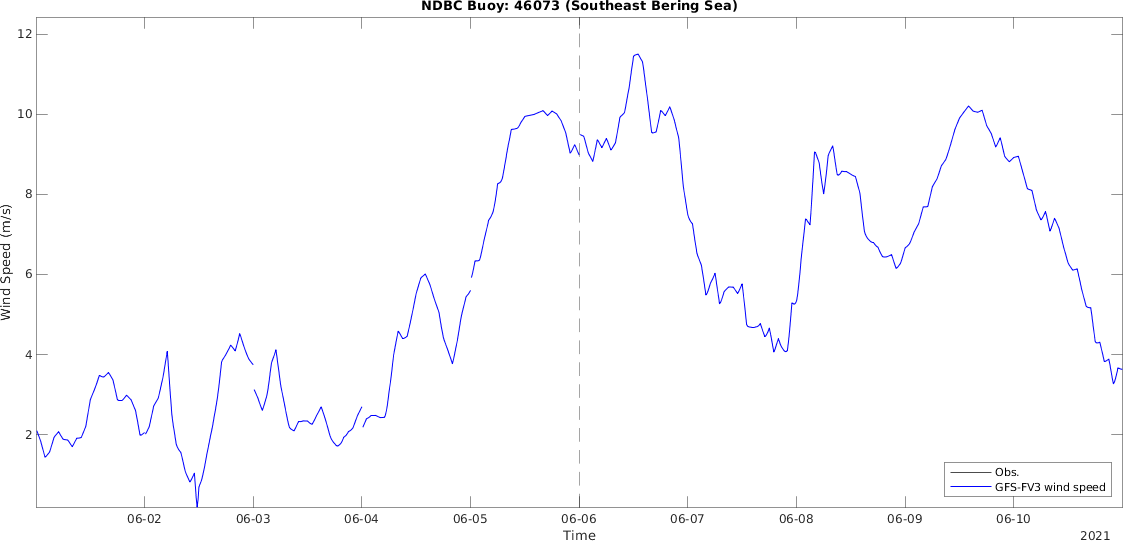 NDBC Buoy: 46073 (Southeast Bering Sea)
12
10
8
6
4
2
Wind Speed (m/s)
Obs.
GFS-FV3 wind speed
06-02 06-03 06-04 06-05 06-06 06-07 06-08 06-09 06-10
Time
2021